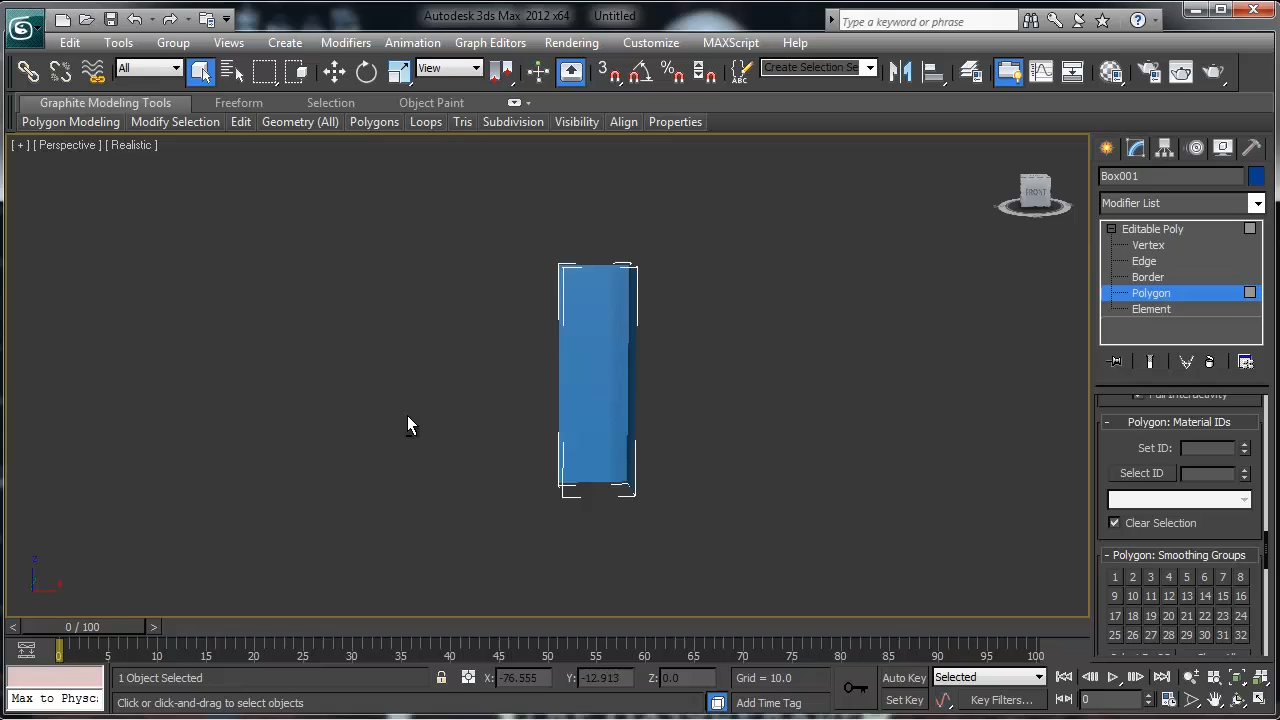 Autodesk 3ds Max 2012 x64 Untitled
Type a keyword or phrase
Edit Tools Group Views Create Modifiers Animation Graph Editors Rendering Customize MAXScript Help
All View Create Selection Se
Graphite Modeling Tools Freeform Selection Object Paint
Polygon Modeling Modify Selection Edit Geometry (All) Polygons Loops Tris Subdivision Visibility Align Properties
[ + ] [ Perspective ] [ Realistic ]
FRONT
Box001
Modifier List
Editable Poly
Vertex
Edge
Border
Polygon
Element
Full Interactivity
- Polygon: Material IDs
Set ID:
Select ID
Clear Selection
- Polygon: Smoothing Groups
1 2 3 4 5 6 7 8
9 10 11 12 13 14 15 16
17 18 19 20 21 22 23 24
25 26 27 28 29 30 31 32
z
x
< 0 / 100 >
0 5 10 15 20 25 30 35 40 45 50 55 60 65 70 75 80 85 90 95 100
1 Object Selected X: -76.555 Y: -12.913 Z: 0.0 Grid = 10.0 Auto Key Selected
Max to Physc Click or click-and-drag to select objects Add Time Tag Set Key Key Filters... 0